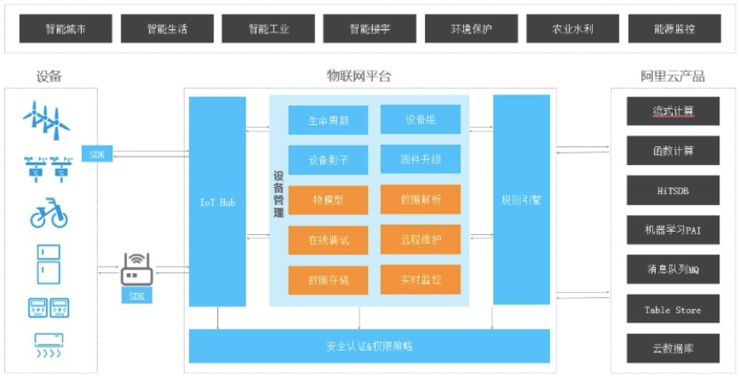 智能城市
智能生活
智能工业
智能楼宇
环境保护
农业水利
能源监控
设备
物联网平台
阿里云产品
SDK
SDK
IoT Hub
设备管理
生命周期
设备组
设备影子
固件升级
物模型
数据解析
在线调试
远程维护
数据存储
实时监控
规则引擎
安全认证&权限策略
流式计算
函数计算
HiTSDB
机器学习PAI
消息队列MQ
Table Store
云数据库